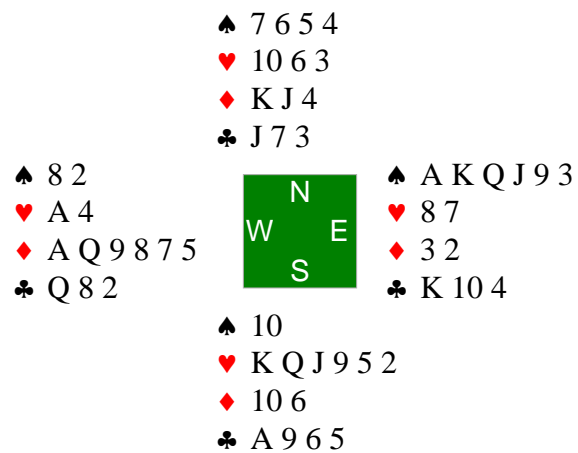 ♠ 7 6 5 4
♥ 10 6 3
♦ K J 4
♣ J 7 3
♠ 8 2
♥ A 4
♦ A Q 9 8 7 5
♣ Q 8 2
N
W E
S
♠ A K Q J 9 3
♥ 8 7
♦ 3 2
♣ K 10 4
♠ 10
♥ K Q J 9 5 2
♦ 10 6
♣ A 9 6 5